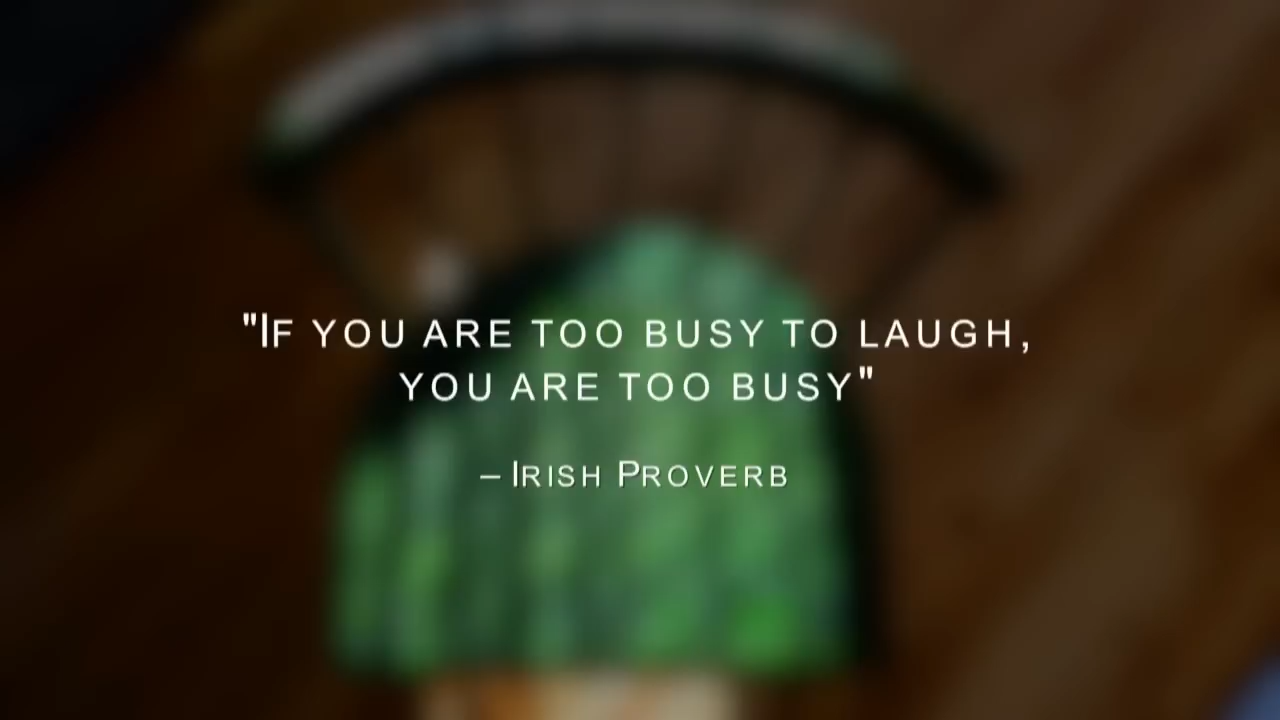 "If you are too busy to laugh,
you are too busy"
– Irish Proverb